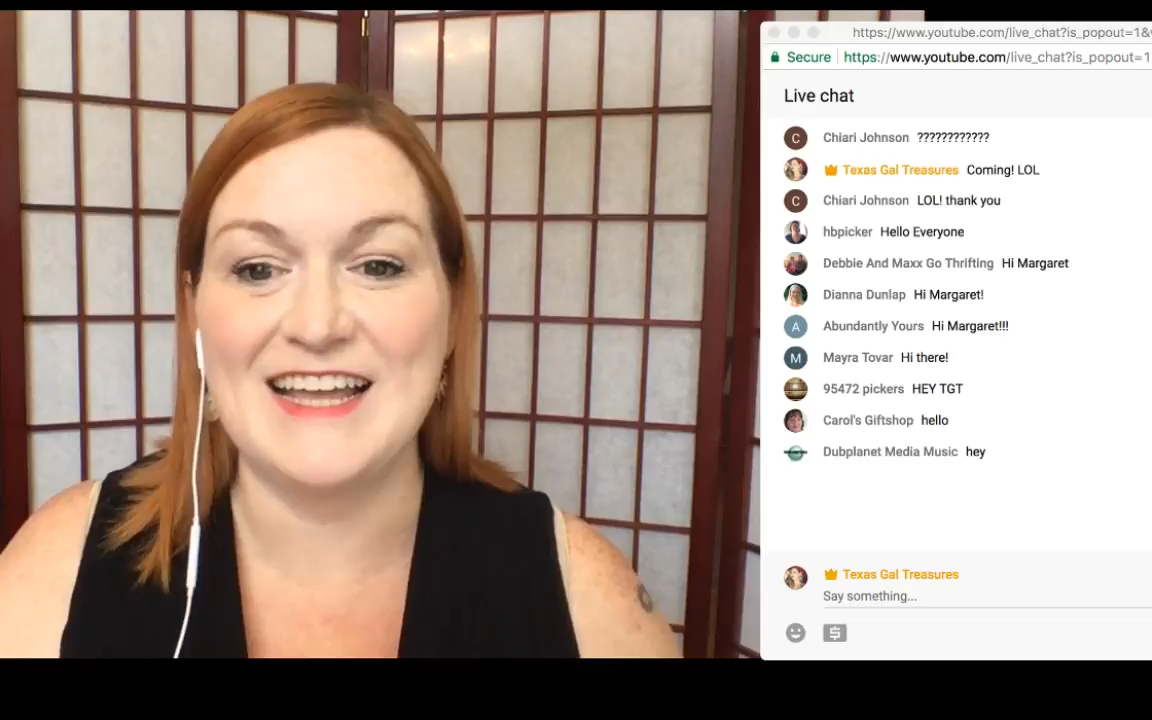 https://www.youtube.com/live_chat?is_popout=1&
Secure https://www.youtube.com/live_chat?is_popout=1
Live chat
C Chiari Johnson ????????????
Texas Gal Treasures Coming! LOL
C Chiari Johnson LOL! thank you
hbpicker Hello Everyone
Debbie And Maxx Go Thrifting Hi Margaret
Dianna Dunlap Hi Margaret!
A Abundantly Yours Hi Margaret!!!
M Mayra Tovar Hi there!
95472 pickers HEY TGT
Carol's Giftshop hello
Dubplanet Media Music hey
Texas Gal Treasures
Say something...
$